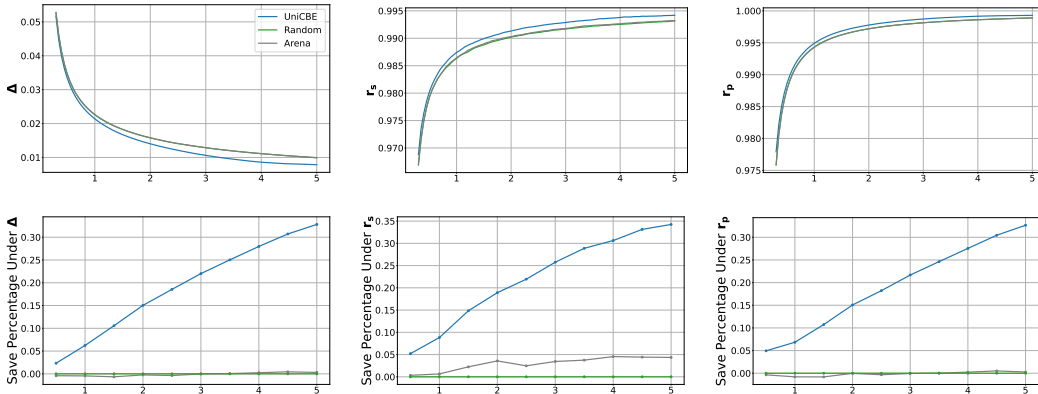 0.05
0.04
0.03
0.02
0.01
Δ
1 2 3 4 5
UniCBE
Random
Arena
0.995
0.990
0.985
0.980
0.975
0.970
r_s
1 2 3 4 5
1.000
0.995
0.990
0.985
0.980
0.975
r_p
1 2 3 4 5
0.30
0.25
0.20
0.15
0.10
0.05
0.00
Save Percentage Under Δ
1 2 3 4 5
0.35
0.30
0.25
0.20
0.15
0.10
0.05
0.00
Save Percentage Under r_s
1 2 3 4 5
0.30
0.25
0.20
0.15
0.10
0.05
0.00
Save Percentage Under r_p
1 2 3 4 5